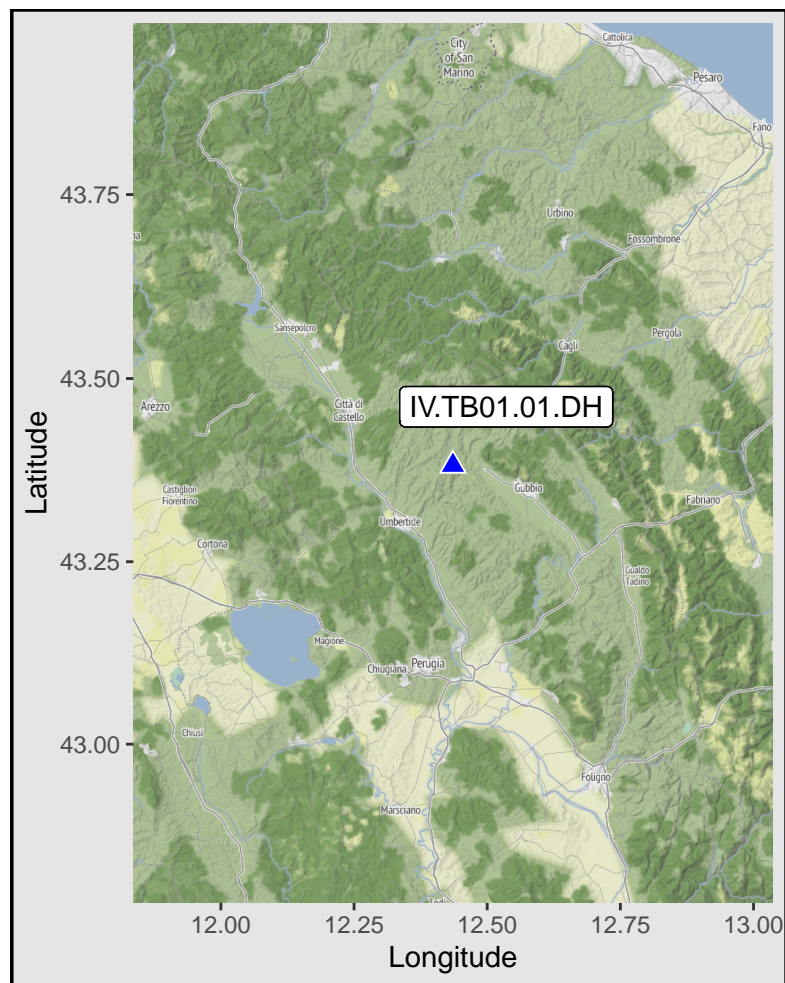 Cattolica
City
of San
Marino
Pesaro
Fano
43.75
Urbino
Fossombrone
Sansepolcro
Pergola
Cagli
43.50
Arezzo
Città di
Castello
IV.TB01.01.DH
Latitude
Castiglion
Fiorentino
Gubbio
Fabriano
Umbertide
Cortona
43.25
Gualdo
Tadino
Magione
Chiugiana
Perugia
43.00
Chiusi
Foligno
Marsciano
12.00
12.25
12.50
12.75
13.00
Longitude